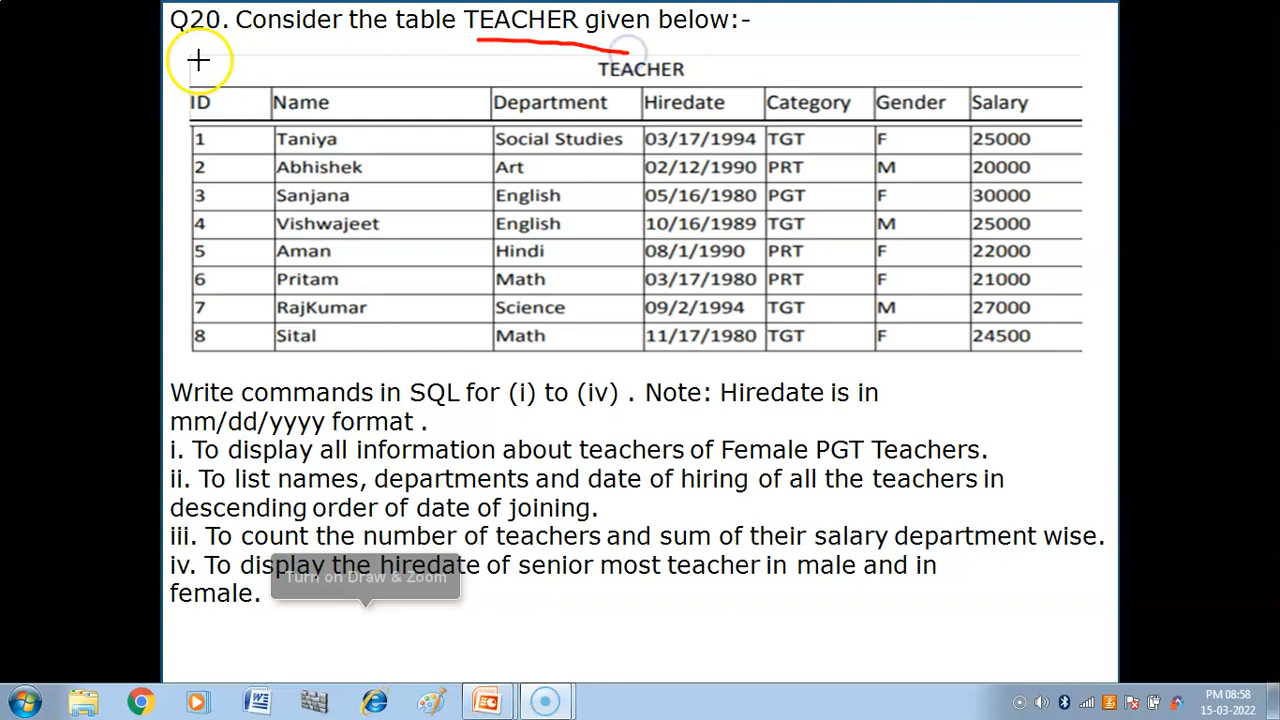 Q20. Consider the table TEACHER given below:-
TEACHER
ID Name Department Hiredate Category Gender Salary
1 Taniya Social Studies 03/17/1994 TGT F 25000
2 Abhishek Art 02/12/1990 PRT M 20000
3 Sanjana English 05/16/1980 PGT F 30000
4 Vishwajeet English 10/16/1989 TGT M 25000
5 Aman Hindi 08/1/1990 PRT F 22000
6 Pritam Math 03/17/1980 PRT F 21000
7 RajKumar Science 09/2/1994 TGT M 27000
8 Sital Math 11/17/1980 TGT F 24500
Write commands in SQL for (i) to (iv) . Note: Hiredate is in
mm/dd/yyyy format .
i. To display all information about teachers of Female PGT Teachers.
ii. To list names, departments and date of hiring of all the teachers in
descending order of date of joining.
iii. To count the number of teachers and sum of their salary department wise.
iv. To display the hiredate of senior most teacher in male and in
female.
Turn on Draw & Zoom
PM 08:58
15-03-2022